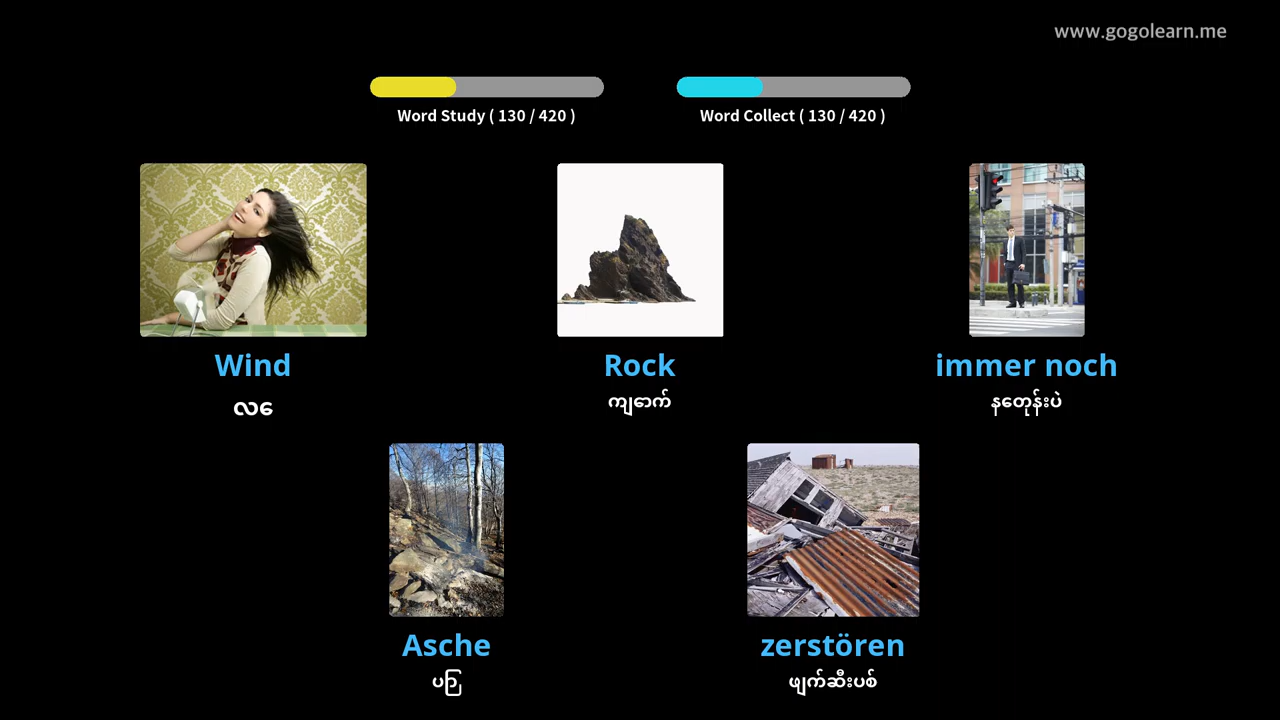 www.gogolearn.me
Word Study ( 130 / 420 )
Word Collect ( 130 / 420 )
Wind
လေ
Rock
ကျောက်
immer noch
နေတုန်းပဲ
Asche
ပြာ
zerstören
ဖျက်ဆီးပစ်